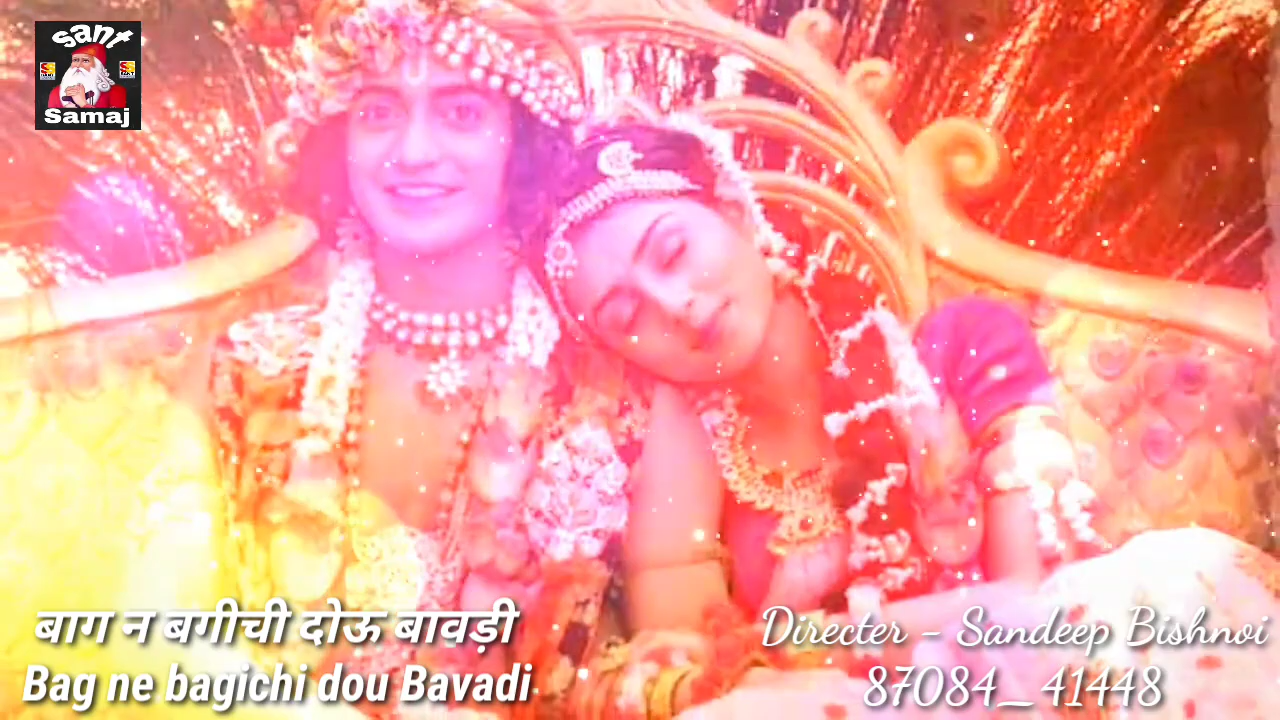 Sant
Samaj
बाग न बगीची दोऊ बावड़ी
Bag ne bagichi dou Bavadi
Directer - Sandeep Bishnoi
87084_41448